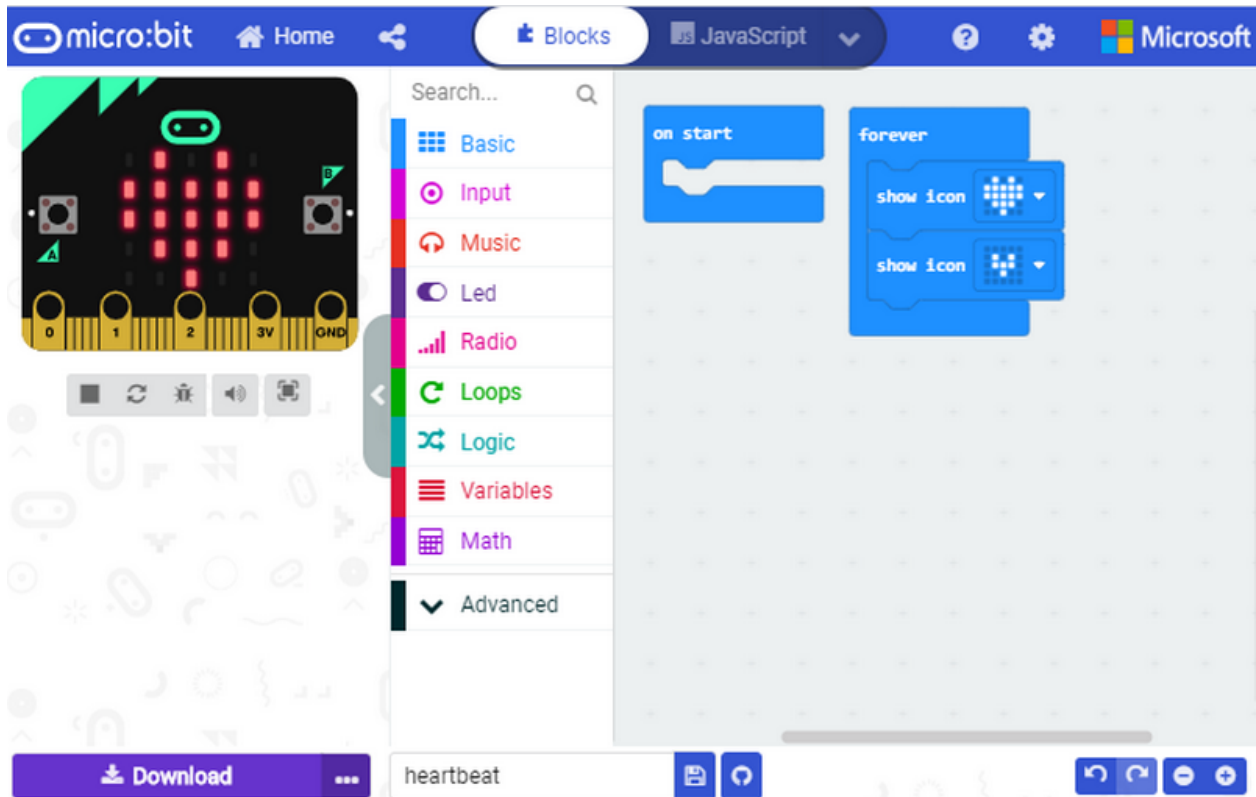 micro:bit
Home
Blocks
JS JavaScript
?
Microsoft
B
A
0 1 2 3V GND
Search...
Basic
Input
Music
Led
Radio
Loops
Logic
Variables
Math
Advanced
on start
forever
show icon
show icon
Download
heartbeat